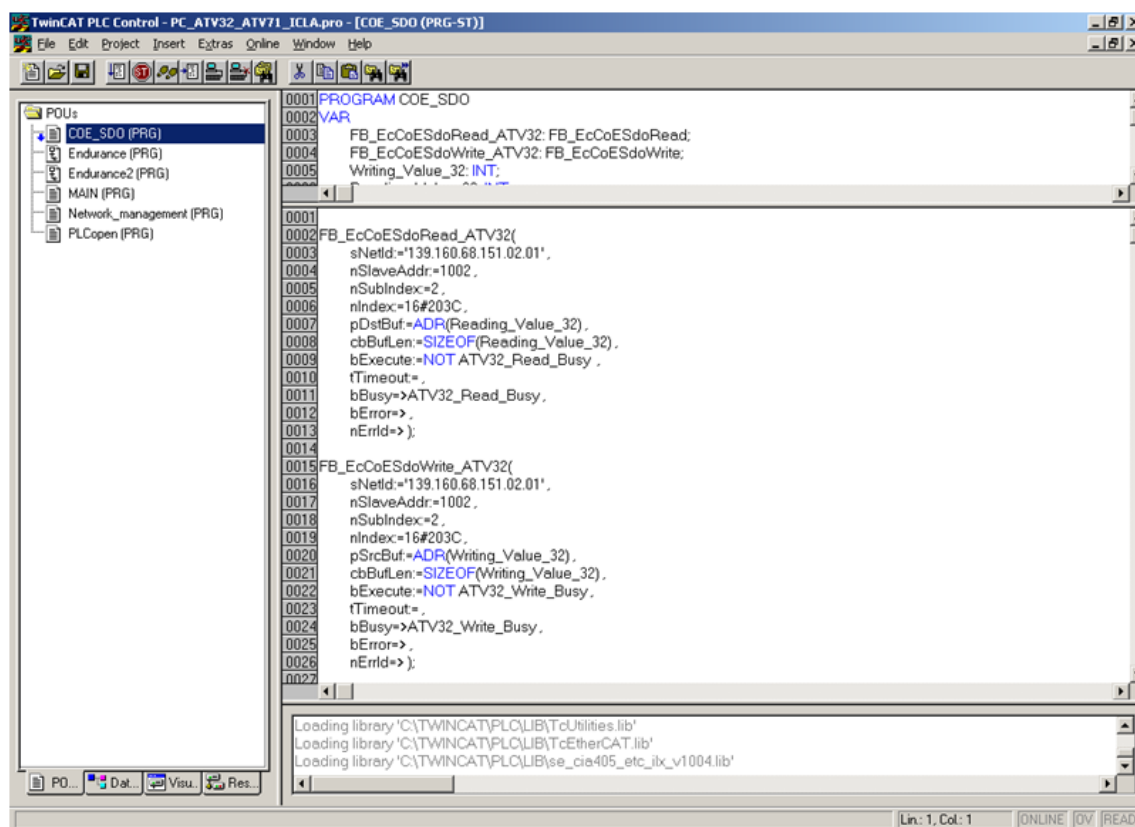 TwinCAT PLC Control - PC_ATV32_ATV71_ICLA.pro - [COE_SDO (PRG-ST)]
File Edit Project Insert Extras Online Window Help
POUs
COE_SDO (PRG)
Endurance (PRG)
Endurance2 (PRG)
MAIN (PRG)
Network_management (PRG)
PLCopen (PRG)
PO... Dat... Visu.. Res...
0001 PROGRAM COE_SDO
0002 VAR
0003 FB_EcCoESdoRead_ATV32: FB_EcCoESdoRead;
0004 FB_EcCoESdoWrite_ATV32: FB_EcCoESdoWrite;
0005 Writing_Value_32: INT;
0001
0002 FB_EcCoESdoRead_ATV32(
0003 sNetId:='139.160.68.151.02.01',
0004 nSlaveAddr:=1002,
0005 nSubIndex:=2,
0006 nIndex:=16#203C,
0007 pDstBuf:=ADR(Reading_Value_32),
0008 cbBufLen:=SIZEOF(Reading_Value_32),
0009 bExecute:=NOT ATV32_Read_Busy ,
0010 tTimeout:=,
0011 bBusy=>ATV32_Read_Busy,
0012 bError=>,
0013 nErrId=> );
0014
0015 FB_EcCoESdoWrite_ATV32(
0016 sNetId:='139.160.68.151.02.01',
0017 nSlaveAddr:=1002,
0018 nSubIndex:=2,
0019 nIndex:=16#203C,
0020 pSrcBuf:=ADR(Writing_Value_32),
0021 cbBufLen:=SIZEOF(Writing_Value_32),
0022 bExecute:=NOT ATV32_Write_Busy,
0023 tTimeout:=,
0024 bBusy=>ATV32_Write_Busy,
0025 bError=>,
0026 nErrId=> );
0027
Loading library 'C:\TWINCAT\PLC\LIB\TcUtilities.lib'
Loading library 'C:\TWINCAT\PLC\LIB\TcEtherCAT.lib'
Loading library 'C:\TWINCAT\PLC\LIB\se_cia405_etc_ilx_v1004.lib'
Lin.: 1, Col.: 1 ONLINE OV READ